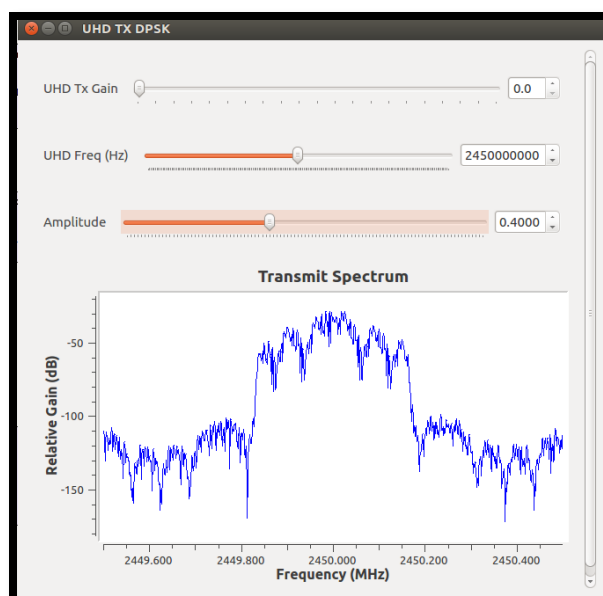 UHD TX DPSK
UHD Tx Gain 0.0
UHD Freq (Hz) 2450000000
Amplitude 0.4000
Transmit Spectrum
Relative Gain (dB)
-50
-100
-150
2449.600 2449.800 2450.000 2450.200 2450.400
Frequency (MHz)